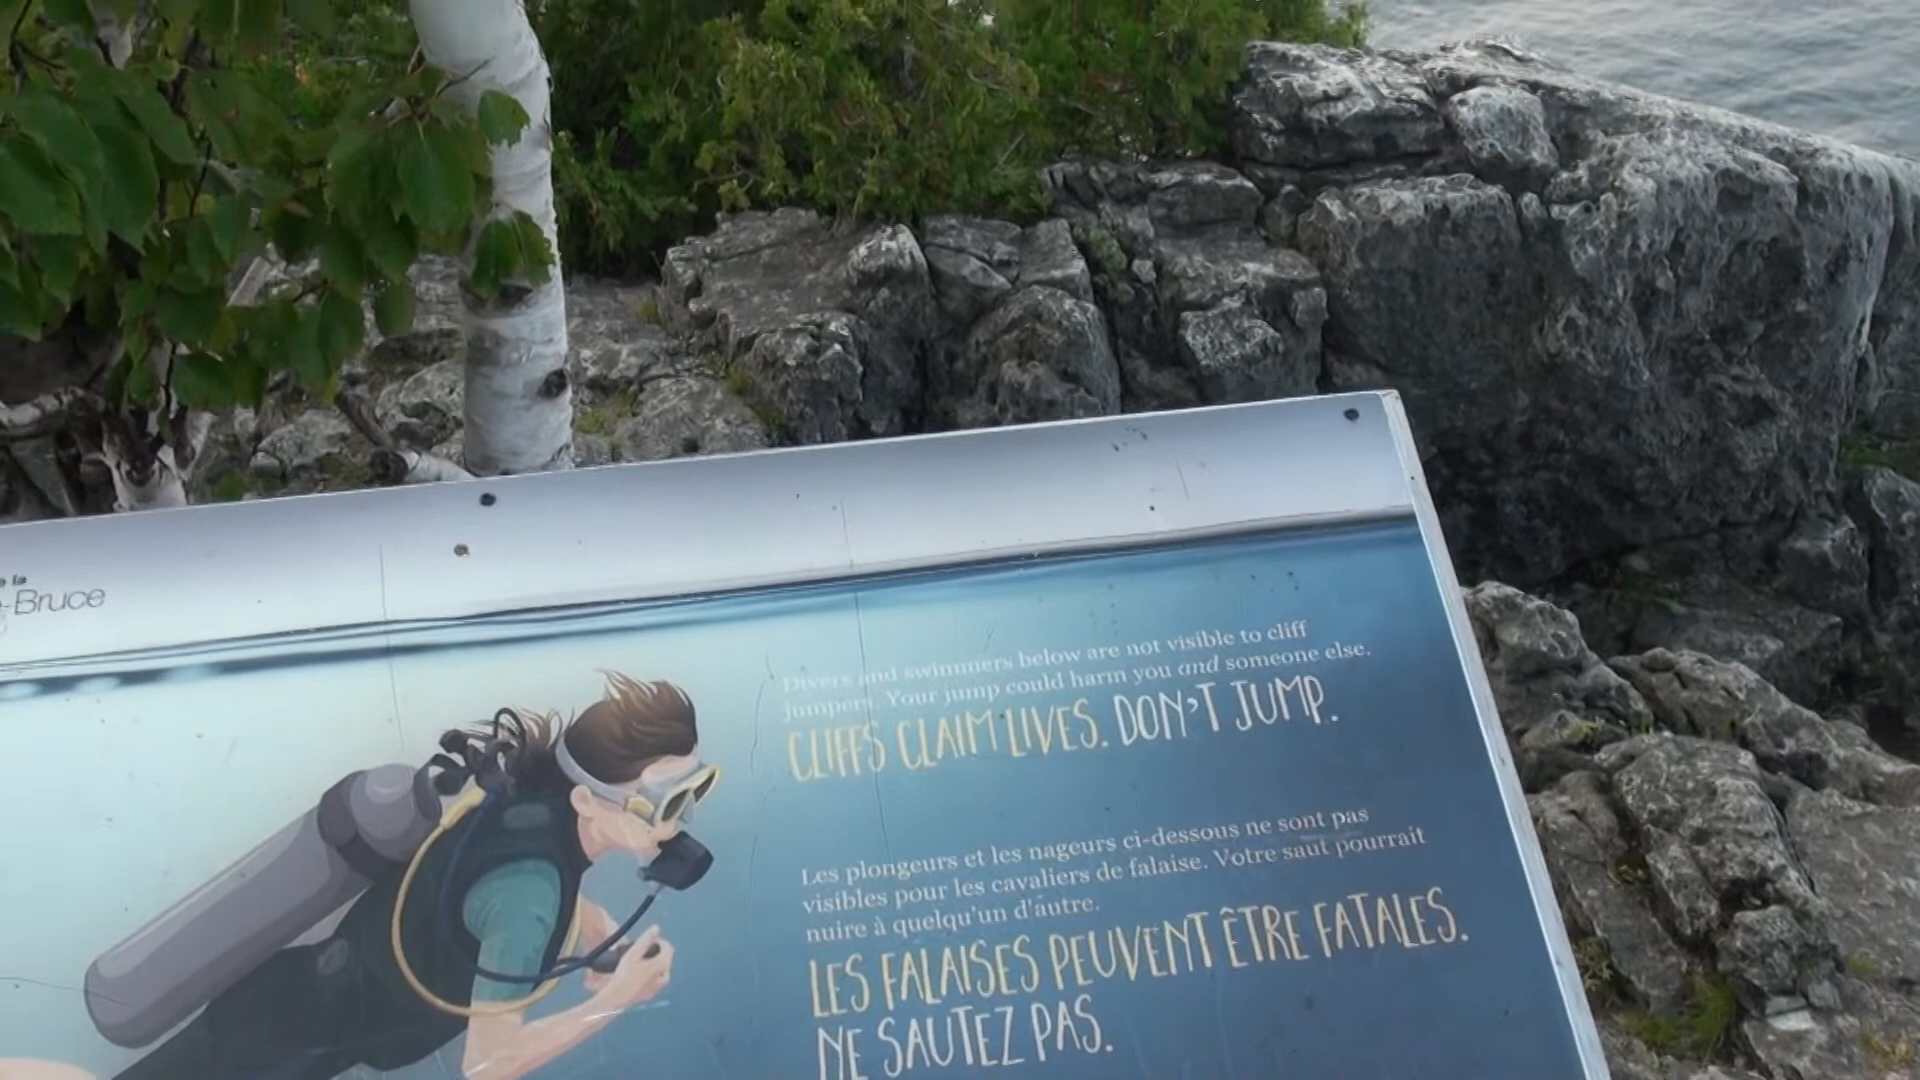 e la
-Bruce
Divers and swimmers below are not visible to cliff
jumpers. Your jump could harm you and someone else.
CLIFFS CLAIM LIVES. DON'T JUMP.
Les plongeurs et les nageurs ci-dessous ne sont pas
visibles pour les cavaliers de falaise. Votre saut pourrait
nuire à quelqu'un d'autre.
LES FALAISES PEUVENT ÊTRE FATALES.
NE SAUTEZ PAS.